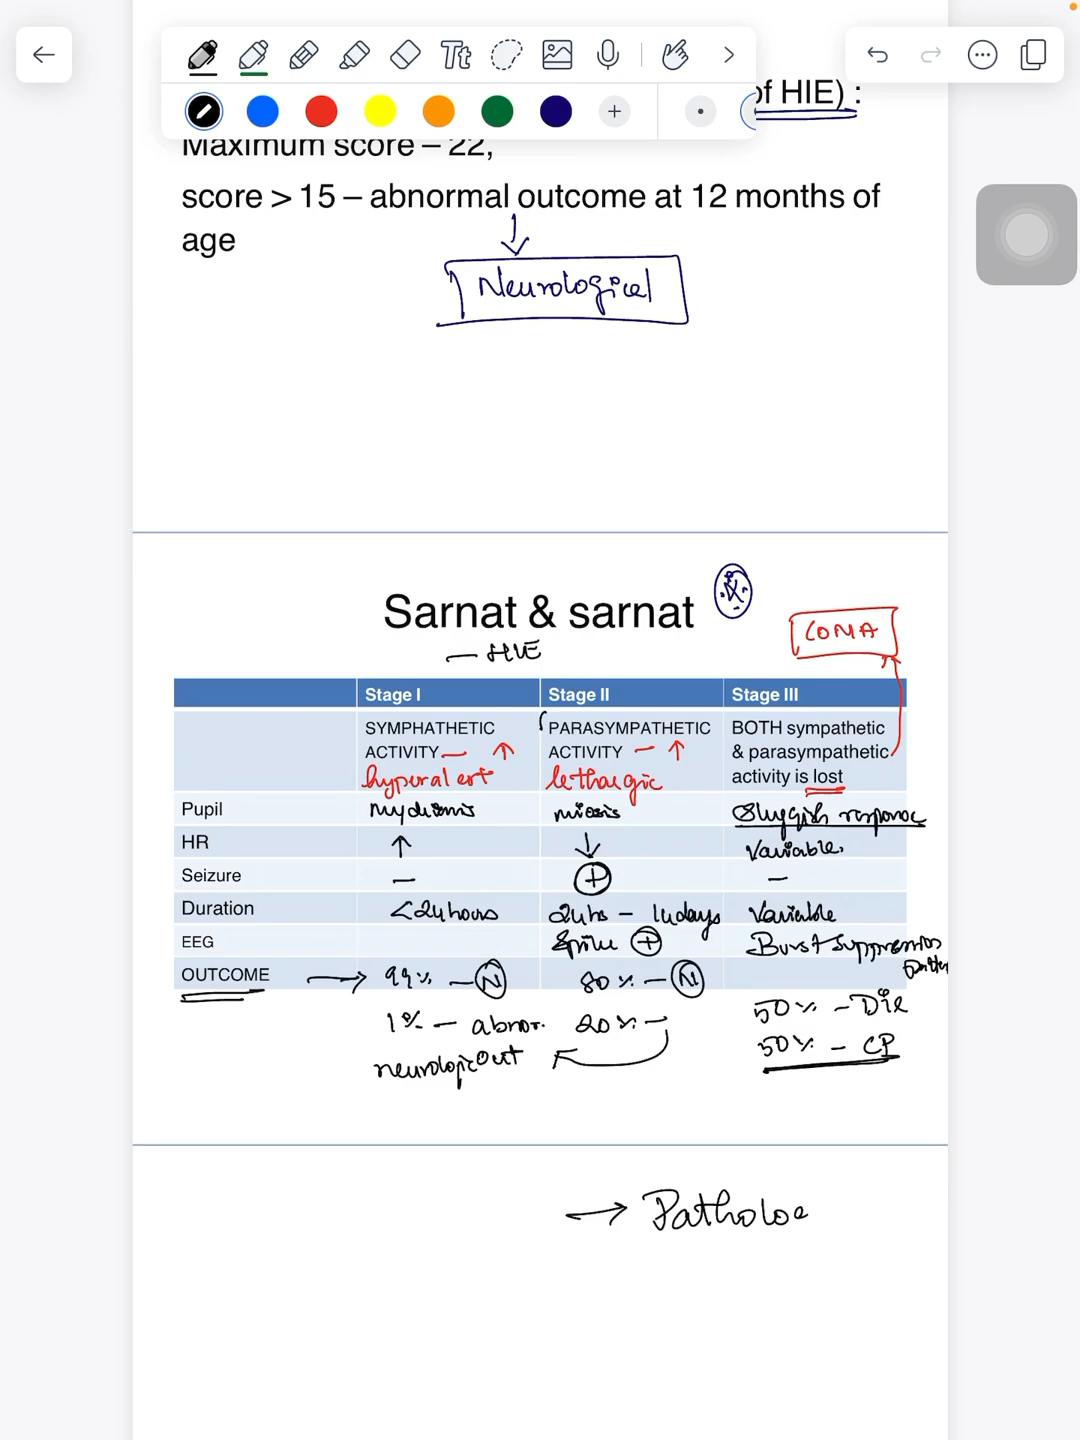 Tt
of HIE) :
Maximum score – 22,
score > 15 – abnormal outcome at 12 months of
age
Neurological
Sarnat & sarnat
— HIE
COMA
Stage I Stage II Stage III
SYMPHATHETIC ACTIVITY — ↑ hyperalert
PARASYMPATHETIC ACTIVITY — ↑ lethargic
BOTH sympathetic & parasympathetic activity is lost
Pupil mydriasis miosis Sluggish response
HR ↑ ↓ Variable.
Seizure — + —
Duration <24hours 24hs – 14days Variable
EEG Spike + Burst suppression
OUTCOME → 99% – N 80% – N
1% – abnor. 20% – 50% – Die
neurologic out 50% – CP
→ Patholo